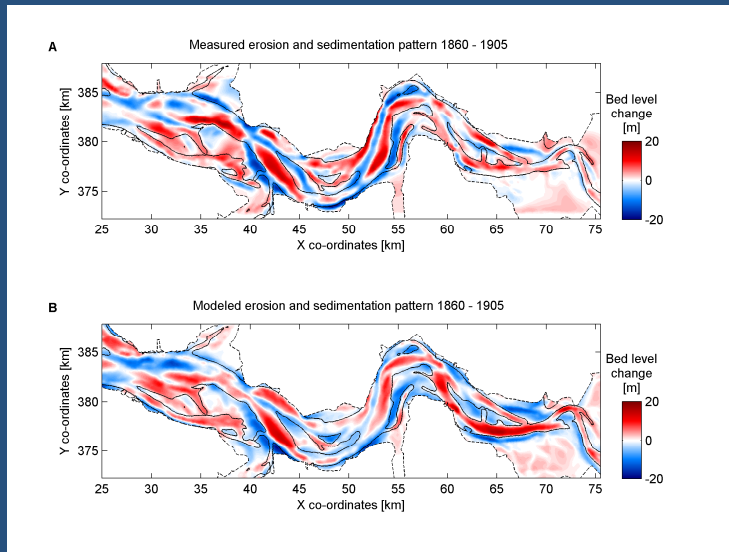 A
Measured erosion and sedimentation pattern 1860 - 1905
Y co-ordinates [km]
385
380
375
25 30 35 40 45 50 55 60 65 70 75
X co-ordinates [km]
Bed level
change
[m]
20
0
-20
B
Modeled erosion and sedimentation pattern 1860 - 1905
Y co-ordinates [km]
385
380
375
25 30 35 40 45 50 55 60 65 70 75
X co-ordinates [km]
Bed level
change
[m]
20
0
-20